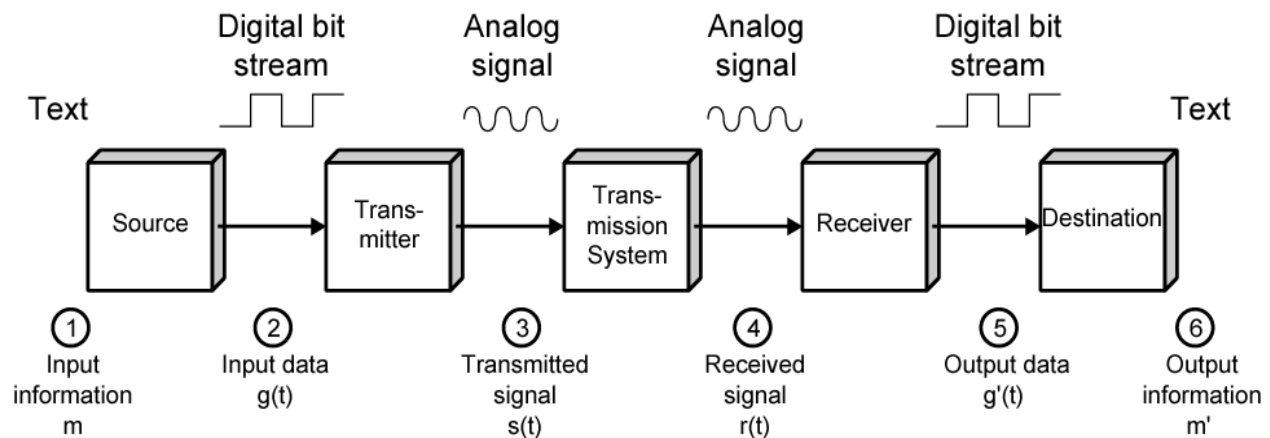 Digital bit
stream
Analog
signal
Analog
signal
Digital bit
stream
Text
Text
Source
Trans-
mitter
Trans-
mission
System
Receiver
Destination
1
Input
information
m
2
Input data
g(t)
3
Transmitted
signal
s(t)
4
Received
signal
r(t)
5
Output data
g'(t)
6
Output
information
m'